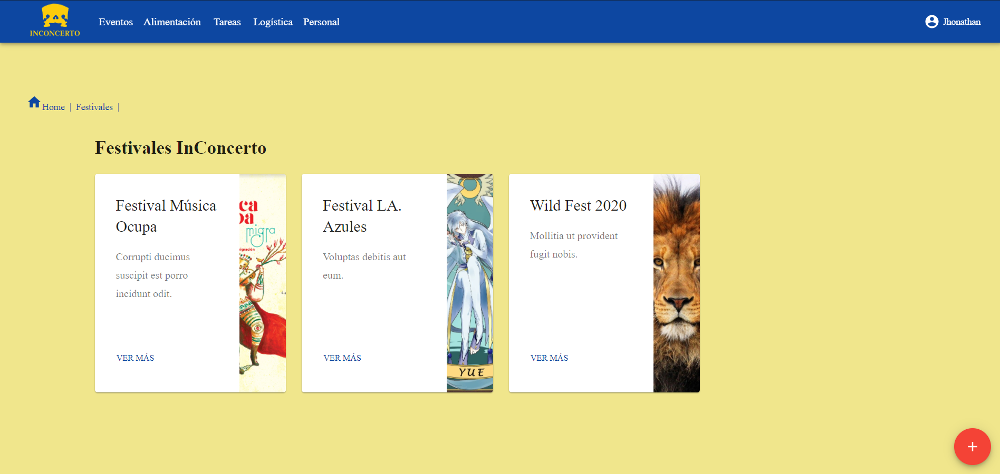 INCONCERTO
Eventos Alimentación Tareas Logística Personal
Jhonathan
Home | Festivales |
Festivales InConcerto
Festival Música
Ocupa
Corrupti ducimus
suscipit est porro
incidunt odit.
VER MÁS
ca
pa
migra
migración
Festival LA.
Azules
Voluptas debitis aut
eum.
VER MÁS
YUE
Wild Fest 2020
Mollitia ut provident
fugit nobis.
VER MÁS